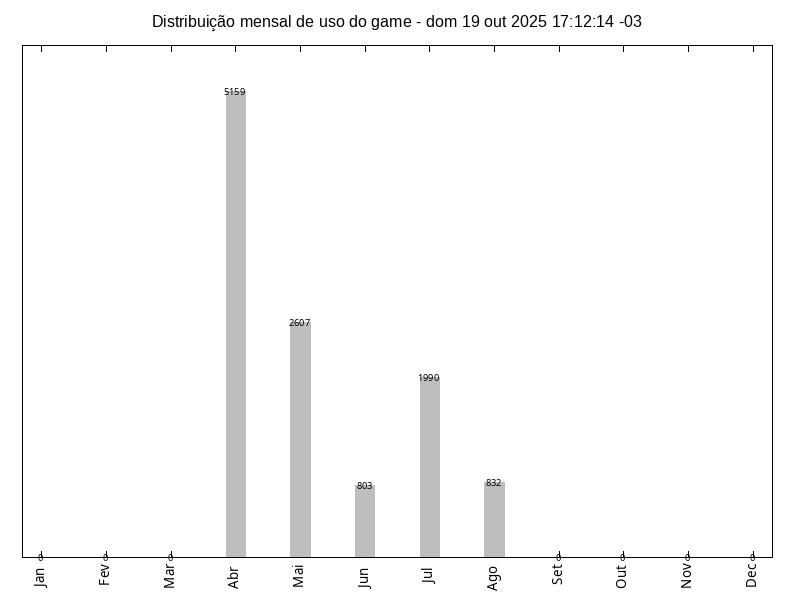 Distribuição mensal de uso do game - dom 19 out 2025 17:12:14 -03
5159
2607
1990
803
832
0 0 0 0 0 0 0
Jan Fev Mar Abr Mai Jun Jul Ago Set Out Nov Dec